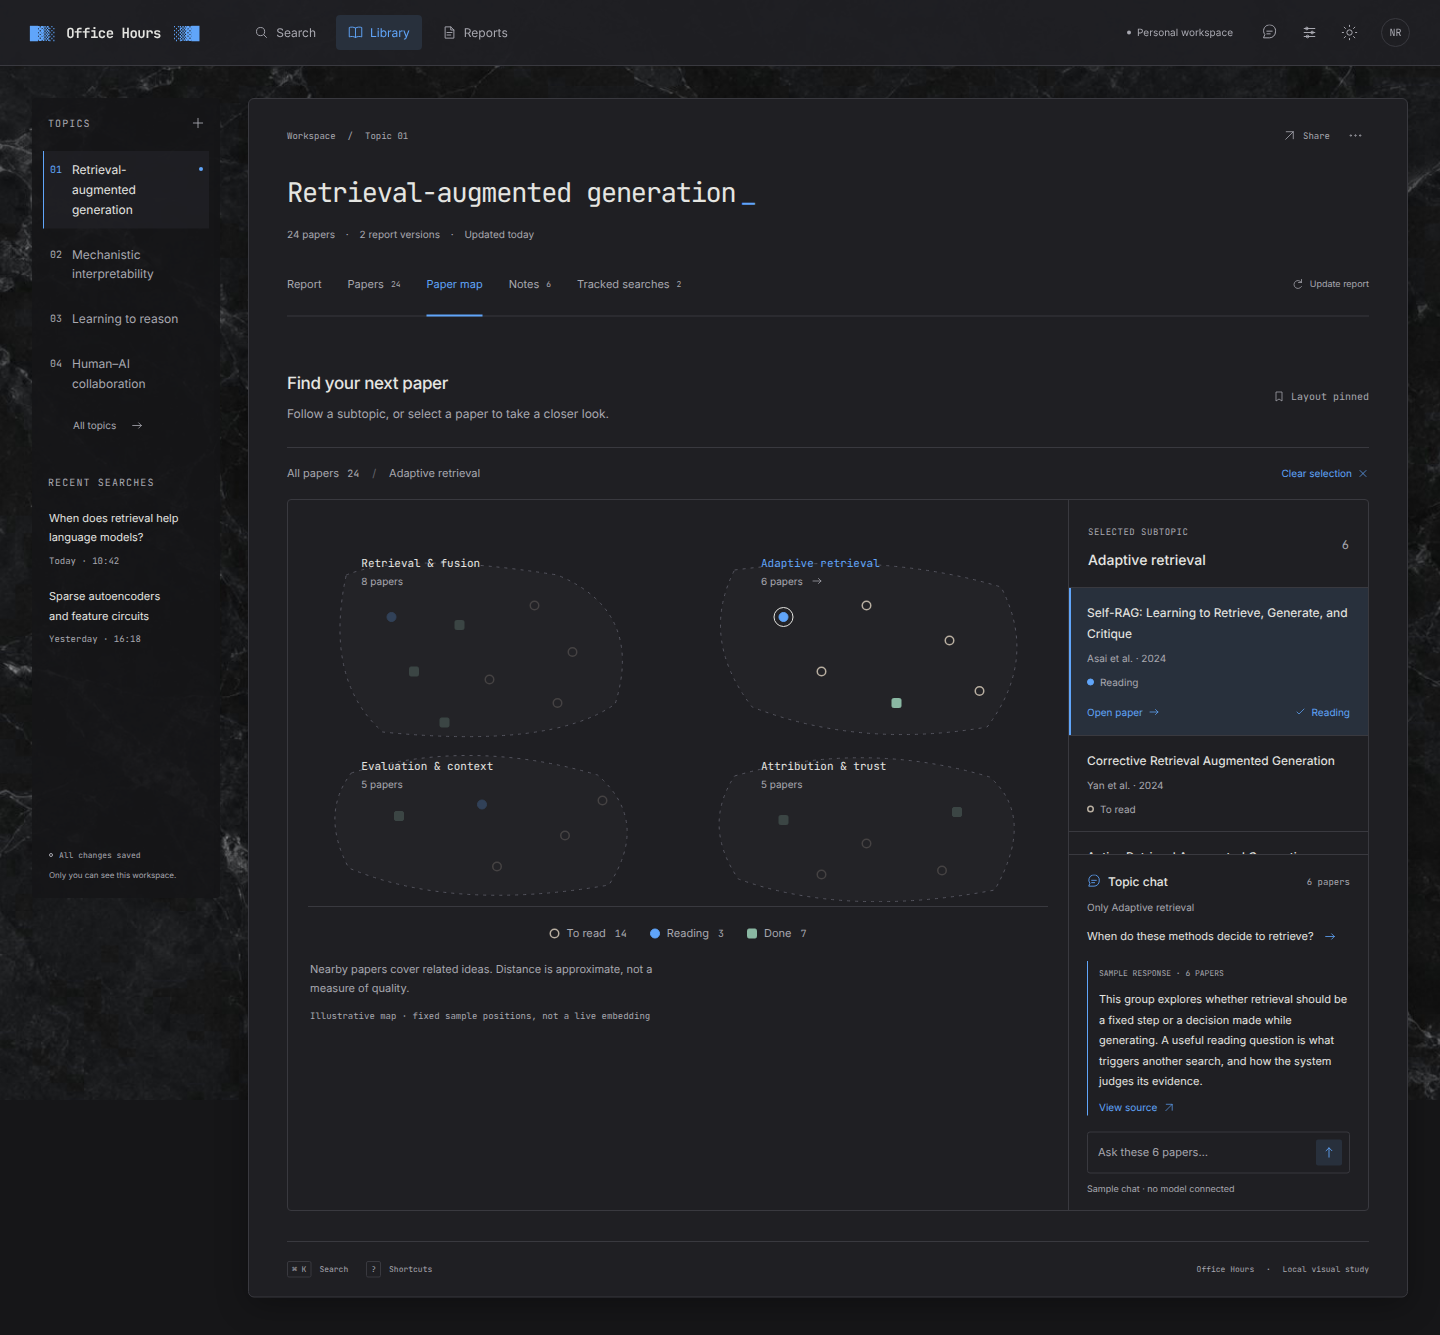 Office Hours
Search
Library
Reports
Personal workspace
NR
TOPICS
01 Retrieval-
augmented
generation
02 Mechanistic
interpretability
03 Learning to reason
04 Human–AI
collaboration
All topics →
RECENT SEARCHES
When does retrieval help
language models?
Today · 10:42
Sparse autoencoders
and feature circuits
Yesterday · 16:18
All changes saved
Only you can see this workspace.
Workspace / Topic 01
Share
Retrieval-augmented generation_
24 papers · 2 report versions · Updated today
Report
Papers 24
Paper map
Notes 6
Tracked searches 2
Update report
Find your next paper
Follow a subtopic, or select a paper to take a closer look.
Layout pinned
All papers 24 / Adaptive retrieval
Clear selection
Retrieval & fusion
8 papers
Adaptive retrieval
6 papers →
Evaluation & context
5 papers
Attribution & trust
5 papers
To read 14
Reading 3
Done 7
Nearby papers cover related ideas. Distance is approximate, not a
measure of quality.
Illustrative map · fixed sample positions, not a live embedding
SELECTED SUBTOPIC
Adaptive retrieval
6
Self-RAG: Learning to Retrieve, Generate, and
Critique
Asai et al. · 2024
Reading
Open paper →
Reading
Corrective Retrieval Augmented Generation
Yan et al. · 2024
To read
Topic chat
6 papers
Only Adaptive retrieval
When do these methods decide to retrieve? →
SAMPLE RESPONSE · 6 PAPERS
This group explores whether retrieval should be
a fixed step or a decision made while
generating. A useful reading question is what
triggers another search, and how the system
judges its evidence.
View source
Ask these 6 papers...
Sample chat · no model connected
⌘ K Search
? Shortcuts
Office Hours · Local visual study